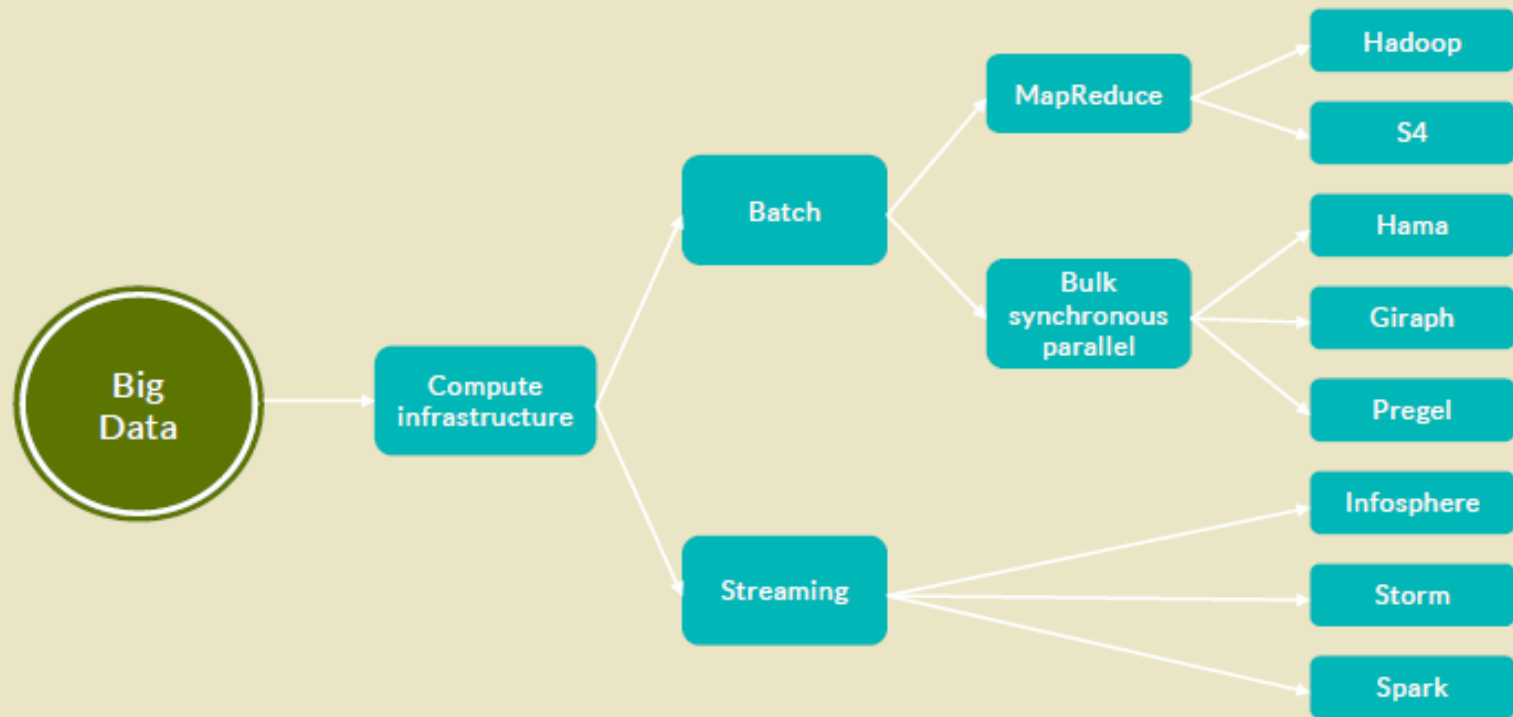 Big
Data
Compute
infrastructure
Batch
Streaming
MapReduce
Bulk
synchronous
parallel
Hadoop
S4
Hama
Giraph
Pregel
Infosphere
Storm
Spark